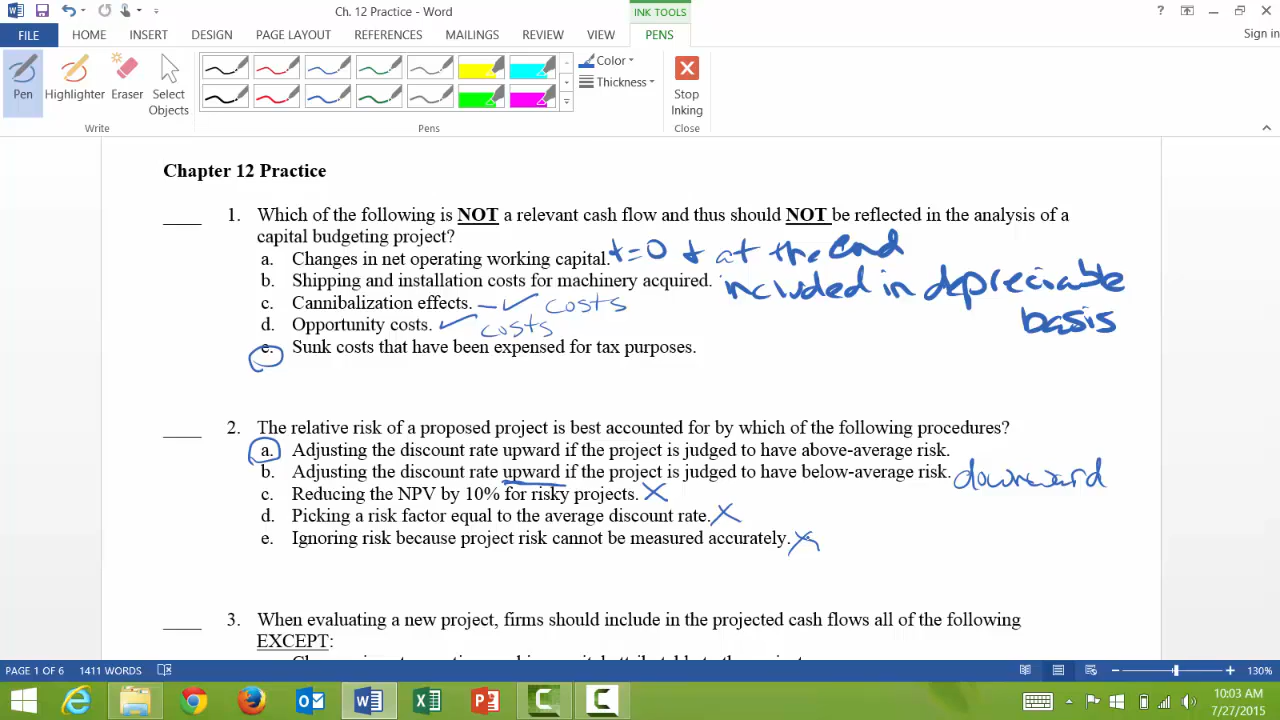 Ch. 12 Practice - Word
INK TOOLS
? 
Sign in
FILE HOME INSERT DESIGN PAGE LAYOUT REFERENCES MAILINGS REVIEW VIEW PENS
Pen Highlighter Eraser Select Objects
Color
Thickness
Stop Inking
Write Pens Close
Chapter 12 Practice
____ 1. Which of the following is NOT a relevant cash flow and thus should NOT be reflected in the analysis of a
capital budgeting project?
a. Changes in net operating working capital. t=0 + at the end
b. Shipping and installation costs for machinery acquired. included in depreciable
basis
c. Cannibalization effects. – ✓ costs
d. Opportunity costs. ✓ costs
e. Sunk costs that have been expensed for tax purposes.
____ 2. The relative risk of a proposed project is best accounted for by which of the following procedures?
a. Adjusting the discount rate upward if the project is judged to have above-average risk.
b. Adjusting the discount rate upward if the project is judged to have below-average risk. downward
c. Reducing the NPV by 10% for risky projects. X
d. Picking a risk factor equal to the average discount rate. X
e. Ignoring risk because project risk cannot be measured accurately. X
____ 3. When evaluating a new project, firms should include in the projected cash flows all of the following
EXCEPT:
PAGE 1 OF 6 1411 WORDS
130%
10:03 AM
7/27/2015